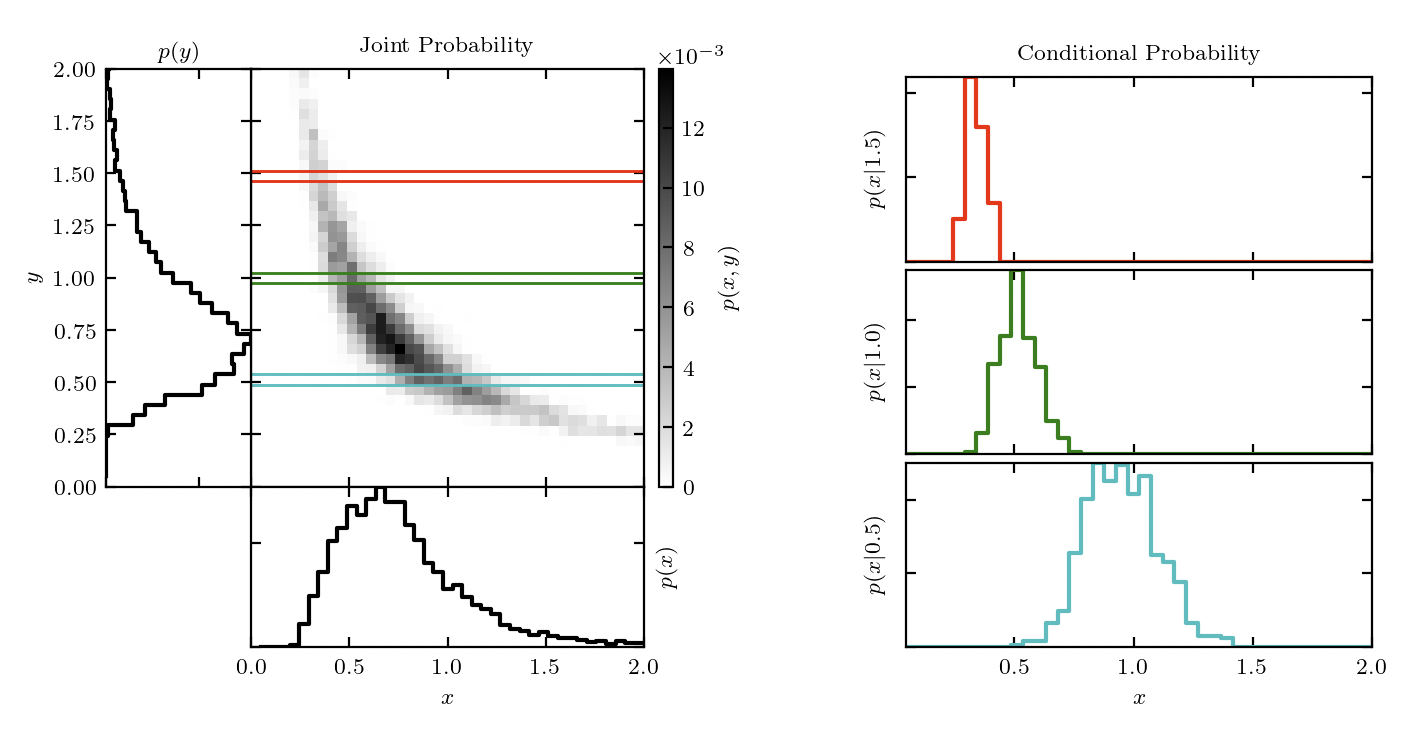 p(y)
Joint Probability
×10⁻³
Conditional Probability
2.00
1.75
1.50
1.25
1.00
0.75
0.50
0.25
0.00
y
12
10
8
6
4
2
0
p(x, y)
p(x)
0.0 0.5 1.0 1.5 2.0
x
p(x|1.5)
p(x|1.0)
p(x|0.5)
0.5 1.0 1.5 2.0
x